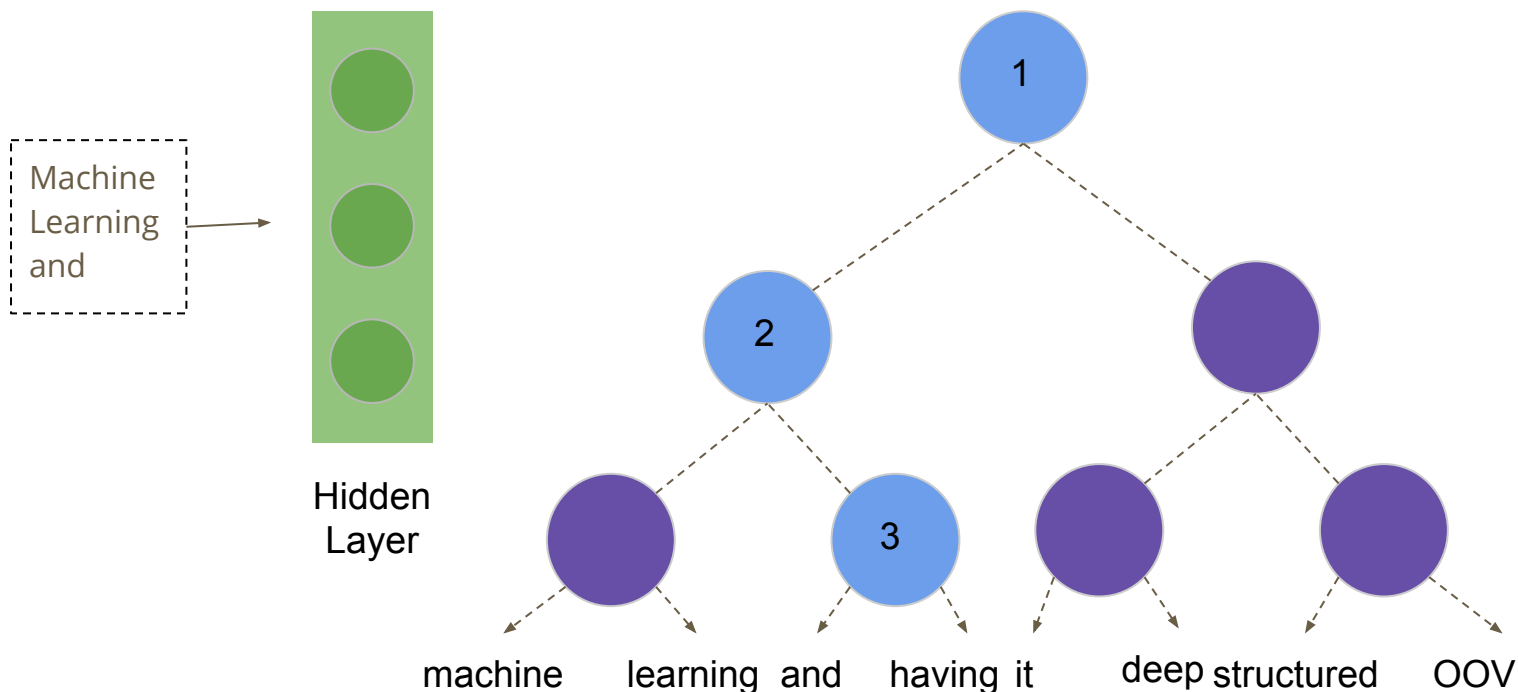 1
Machine
Learning
and
2
Hidden
Layer
3
machine learning and having it deep structured OOV